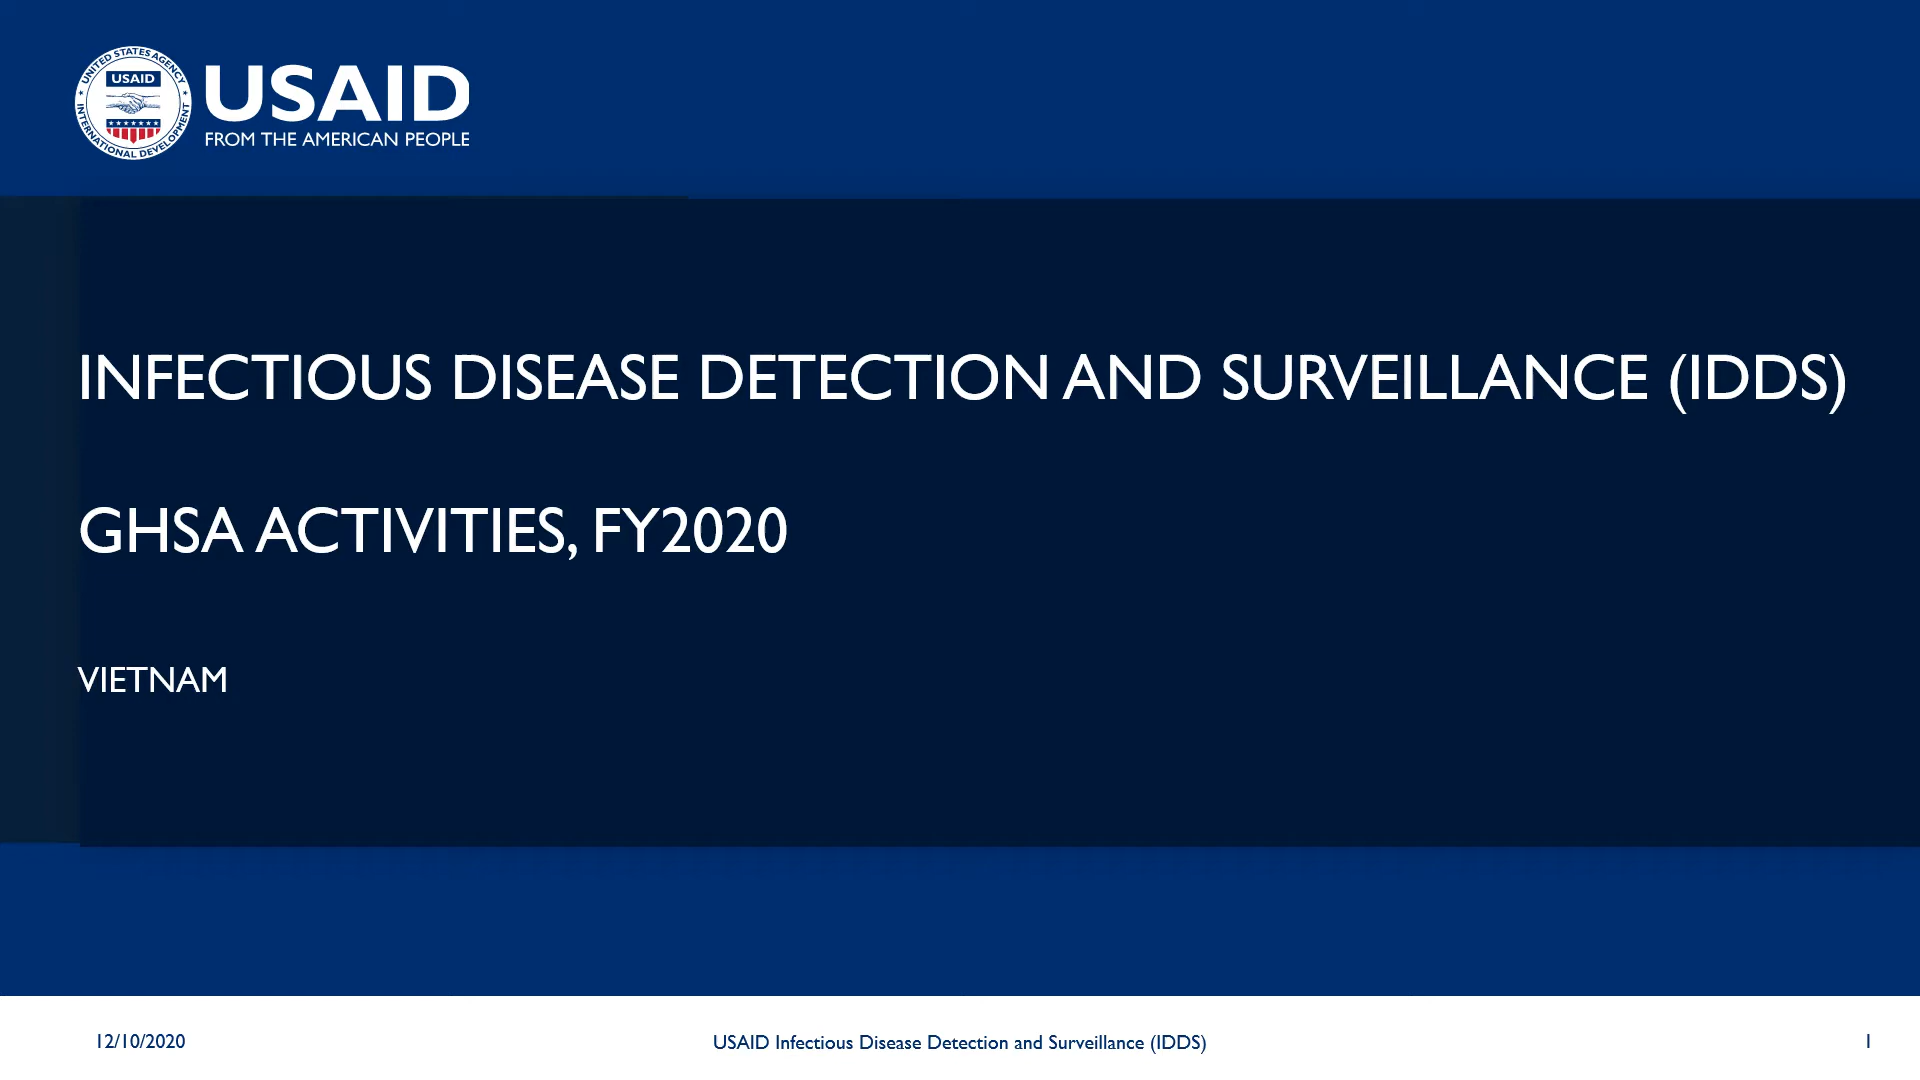 UNITED STATES AGENCY
USAID
INTERNATIONAL DEVELOPMENT
USAID
FROM THE AMERICAN PEOPLE
INFECTIOUS DISEASE DETECTION AND SURVEILLANCE (IDDS)
GHSA ACTIVITIES, FY2020
VIETNAM
12/10/2020
USAID Infectious Disease Detection and Surveillance (IDDS)
1